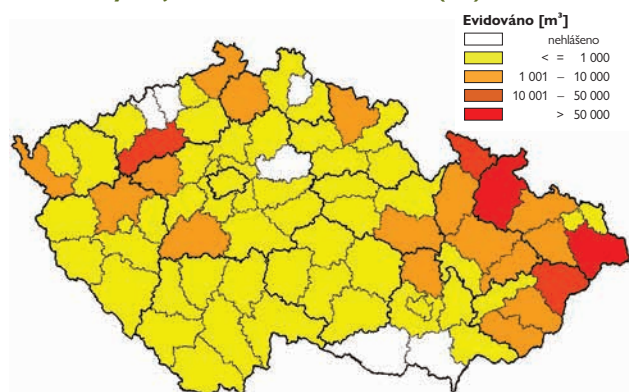 Evidováno [m³]
nehlášeno
< = 1 000
1 001 – 10 000
10 001 – 50 000
> 50 000